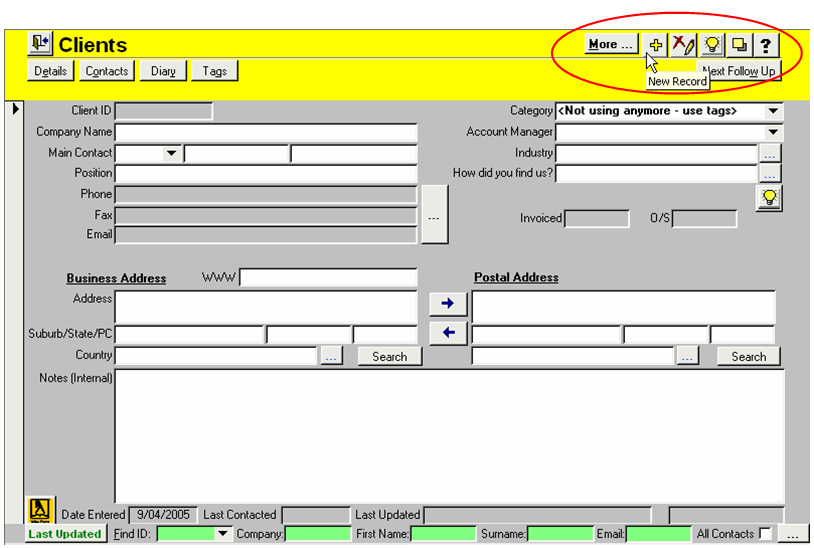 Clients
More ...
?
Details Contacts Diary Tags
Next Follow Up
New Record
Client ID
Category <Not using anymore - use tags>
Company Name
Account Manager
Main Contact
Industry ...
Position
How did you find us? ...
Phone
Fax ...
Invoiced O/S
Email
Business Address WWW
Postal Address
Address
Suburb/State/PC
Country ... Search ... Search
Notes (Internal)
Date Entered 9/04/2005 Last Contacted Last Updated
Last Updated Find ID: Company: First Name: Surname: Email: All Contacts ...